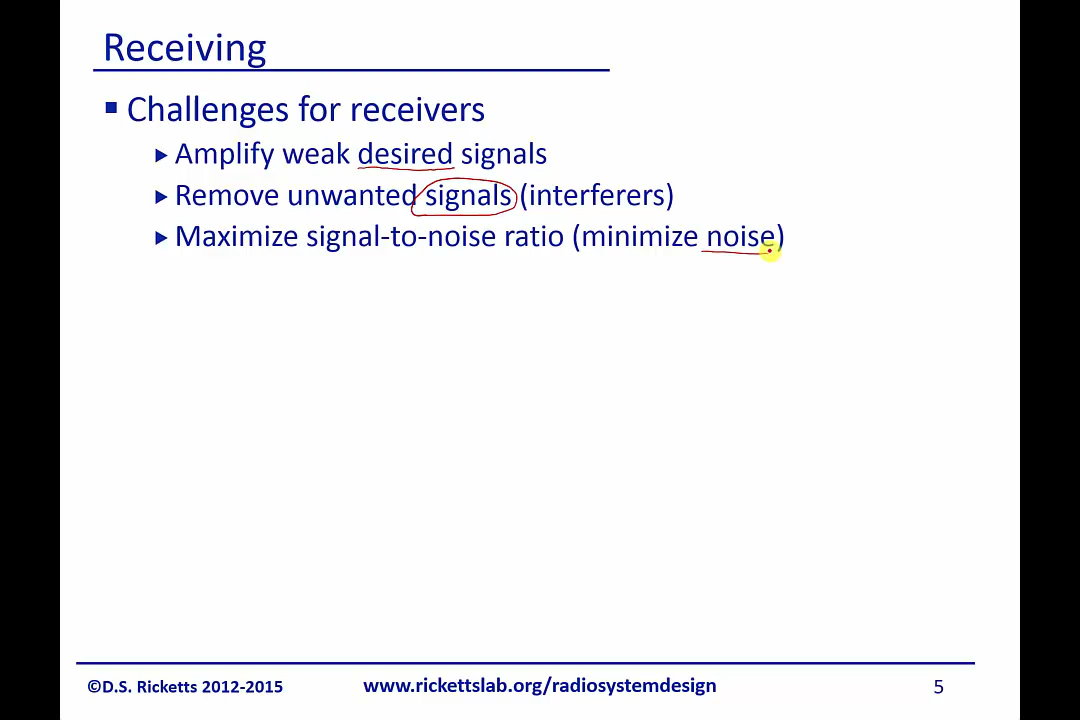 Receiving
Challenges for receivers
Amplify weak desired signals
Remove unwanted signals (interferers)
Maximize signal-to-noise ratio (minimize noise)
©D.S. Ricketts 2012-2015
www.rickettslab.org/radiosystemdesign
5